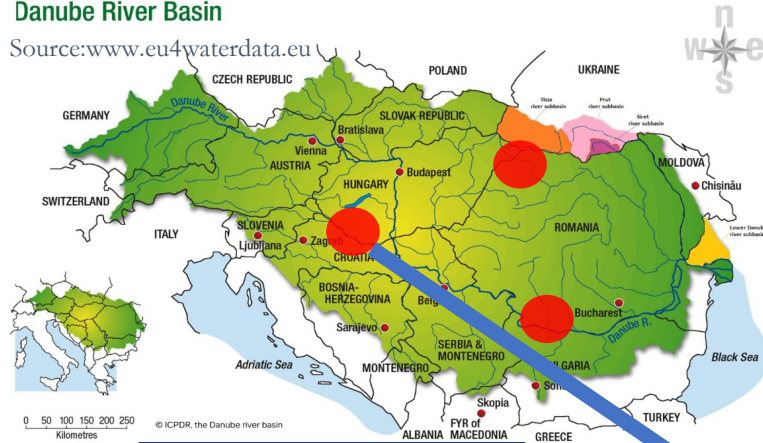 Danube River Basin
Source:www.eu4waterdata.eu
n
w e
s
POLAND
UKRAINE
CZECH REPUBLIC
GERMANY
Danube River
SLOVAK REPUBLIC
Tisza
river subbasin
Prut
river subbasin
Siret
river subbasin
Bratislava
Vienna
AUSTRIA
MOLDOVA
Budapest
HUNGARY
Chisinău
SWITZERLAND
ITALY
SLOVENIA
Ljubljana
Zagreb
CROATIA
ROMANIA
Lower Danube
river subbasin
BOSNIA-
HERZEGOVINA
Bucharest
Danube R.
Sarajevo
SERBIA &
MONTENEGRO
Black Sea
Adriatic Sea
MONTENEGRO
Skopia
TURKEY
0 50 100 150 200 250
Kilometres
© ICPDR, the Danube river basin
ALBANIA
FYR of
MACEDONIA
GREECE